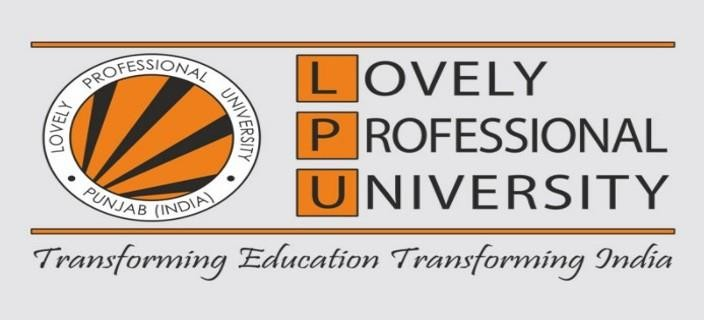 LOVELY PROFESSIONAL UNIVERSITY
• PUNJAB (INDIA) •
LOVELY
PROFESSIONAL
UNIVERSITY
Transforming Education Transforming India